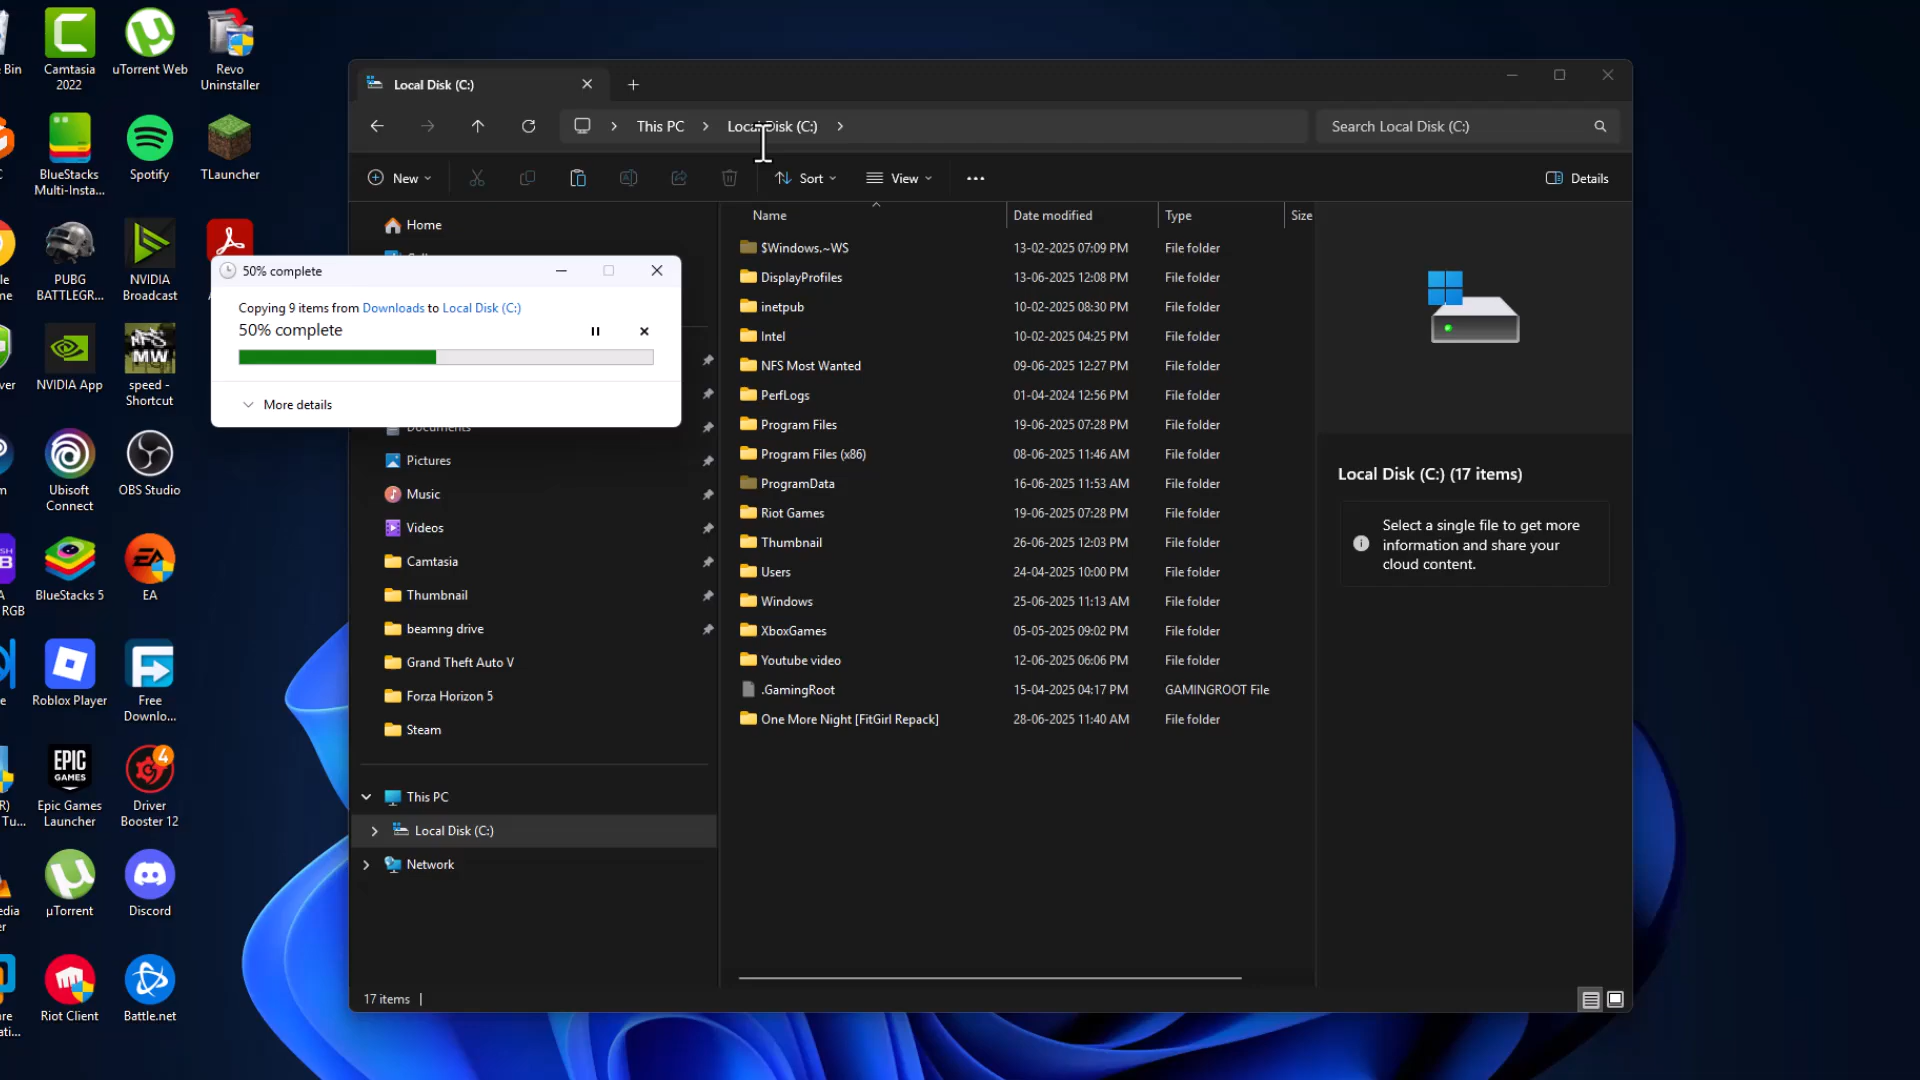 Bin
Camtasia
2022
uTorrent Web
Revo
Uninstaller
BlueStacks
Multi-Insta...
Spotify
TLauncher
PUBG
BATTLEGR...
NVIDIA
Broadcast
NVIDIA App
speed -
Shortcut
Ubisoft
Connect
OBS Studio
RGB
BlueStacks 5
EA
Roblox Player
Free
Downlo...
R)
Tu...
EPIC
GAMES
Epic Games
Launcher
4
Driver
Booster 12
µTorrent
Discord
Riot Client
Battle.net
NFS
MW
Local Disk (C:)
This PC
Local Disk (C:)
Search Local Disk (C:)
New
Sort
View
Details
50% complete
Copying 9 items from Downloads to Local Disk (C:)
50% complete
More details
Home
Documents
Pictures
Music
Videos
Camtasia
Thumbnail
beamng drive
Grand Theft Auto V
Forza Horizon 5
Steam
This PC
Local Disk (C:)
Network
Name Date modified Type Size
$Windows.~WS 13-02-2025 07:09 PM File folder
DisplayProfiles 13-06-2025 12:08 PM File folder
inetpub 10-02-2025 08:30 PM File folder
Intel 10-02-2025 04:25 PM File folder
NFS Most Wanted 09-06-2025 12:27 PM File folder
PerfLogs 01-04-2024 12:56 PM File folder
Program Files 19-06-2025 07:28 PM File folder
Program Files (x86) 08-06-2025 11:46 AM File folder
ProgramData 16-06-2025 11:53 AM File folder
Riot Games 19-06-2025 07:28 PM File folder
Thumbnail 26-06-2025 12:03 PM File folder
Users 24-04-2025 10:00 PM File folder
Windows 25-06-2025 11:13 AM File folder
XboxGames 05-05-2025 09:02 PM File folder
Youtube video 12-06-2025 06:06 PM File folder
.GamingRoot 15-04-2025 04:17 PM GAMINGROOT File
One More Night [FitGirl Repack] 28-06-2025 11:40 AM File folder
Local Disk (C:) (17 items)
Select a single file to get more
information and share your
cloud content.
17 items